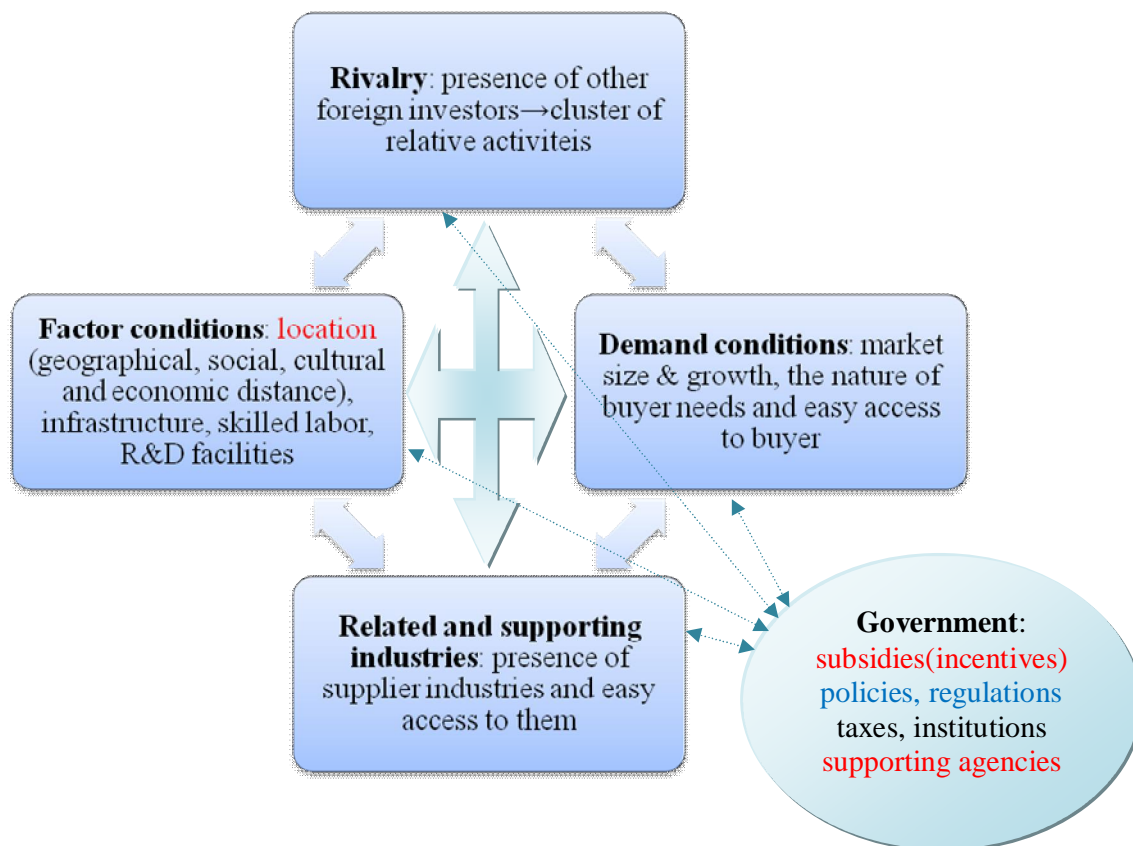 Rivalry: presence of other
foreign investors→cluster of
relative activiteis
Factor conditions: location
(geographical, social, cultural
and economic distance),
infrastructure, skilled labor,
R&D facilities
Demand conditions: market
size & growth, the nature of
buyer needs and easy access
to buyer
Related and supporting
industries: presence of
supplier industries and easy
access to them
Government:
subsidies(incentives)
policies, regulations
taxes, institutions
supporting agencies